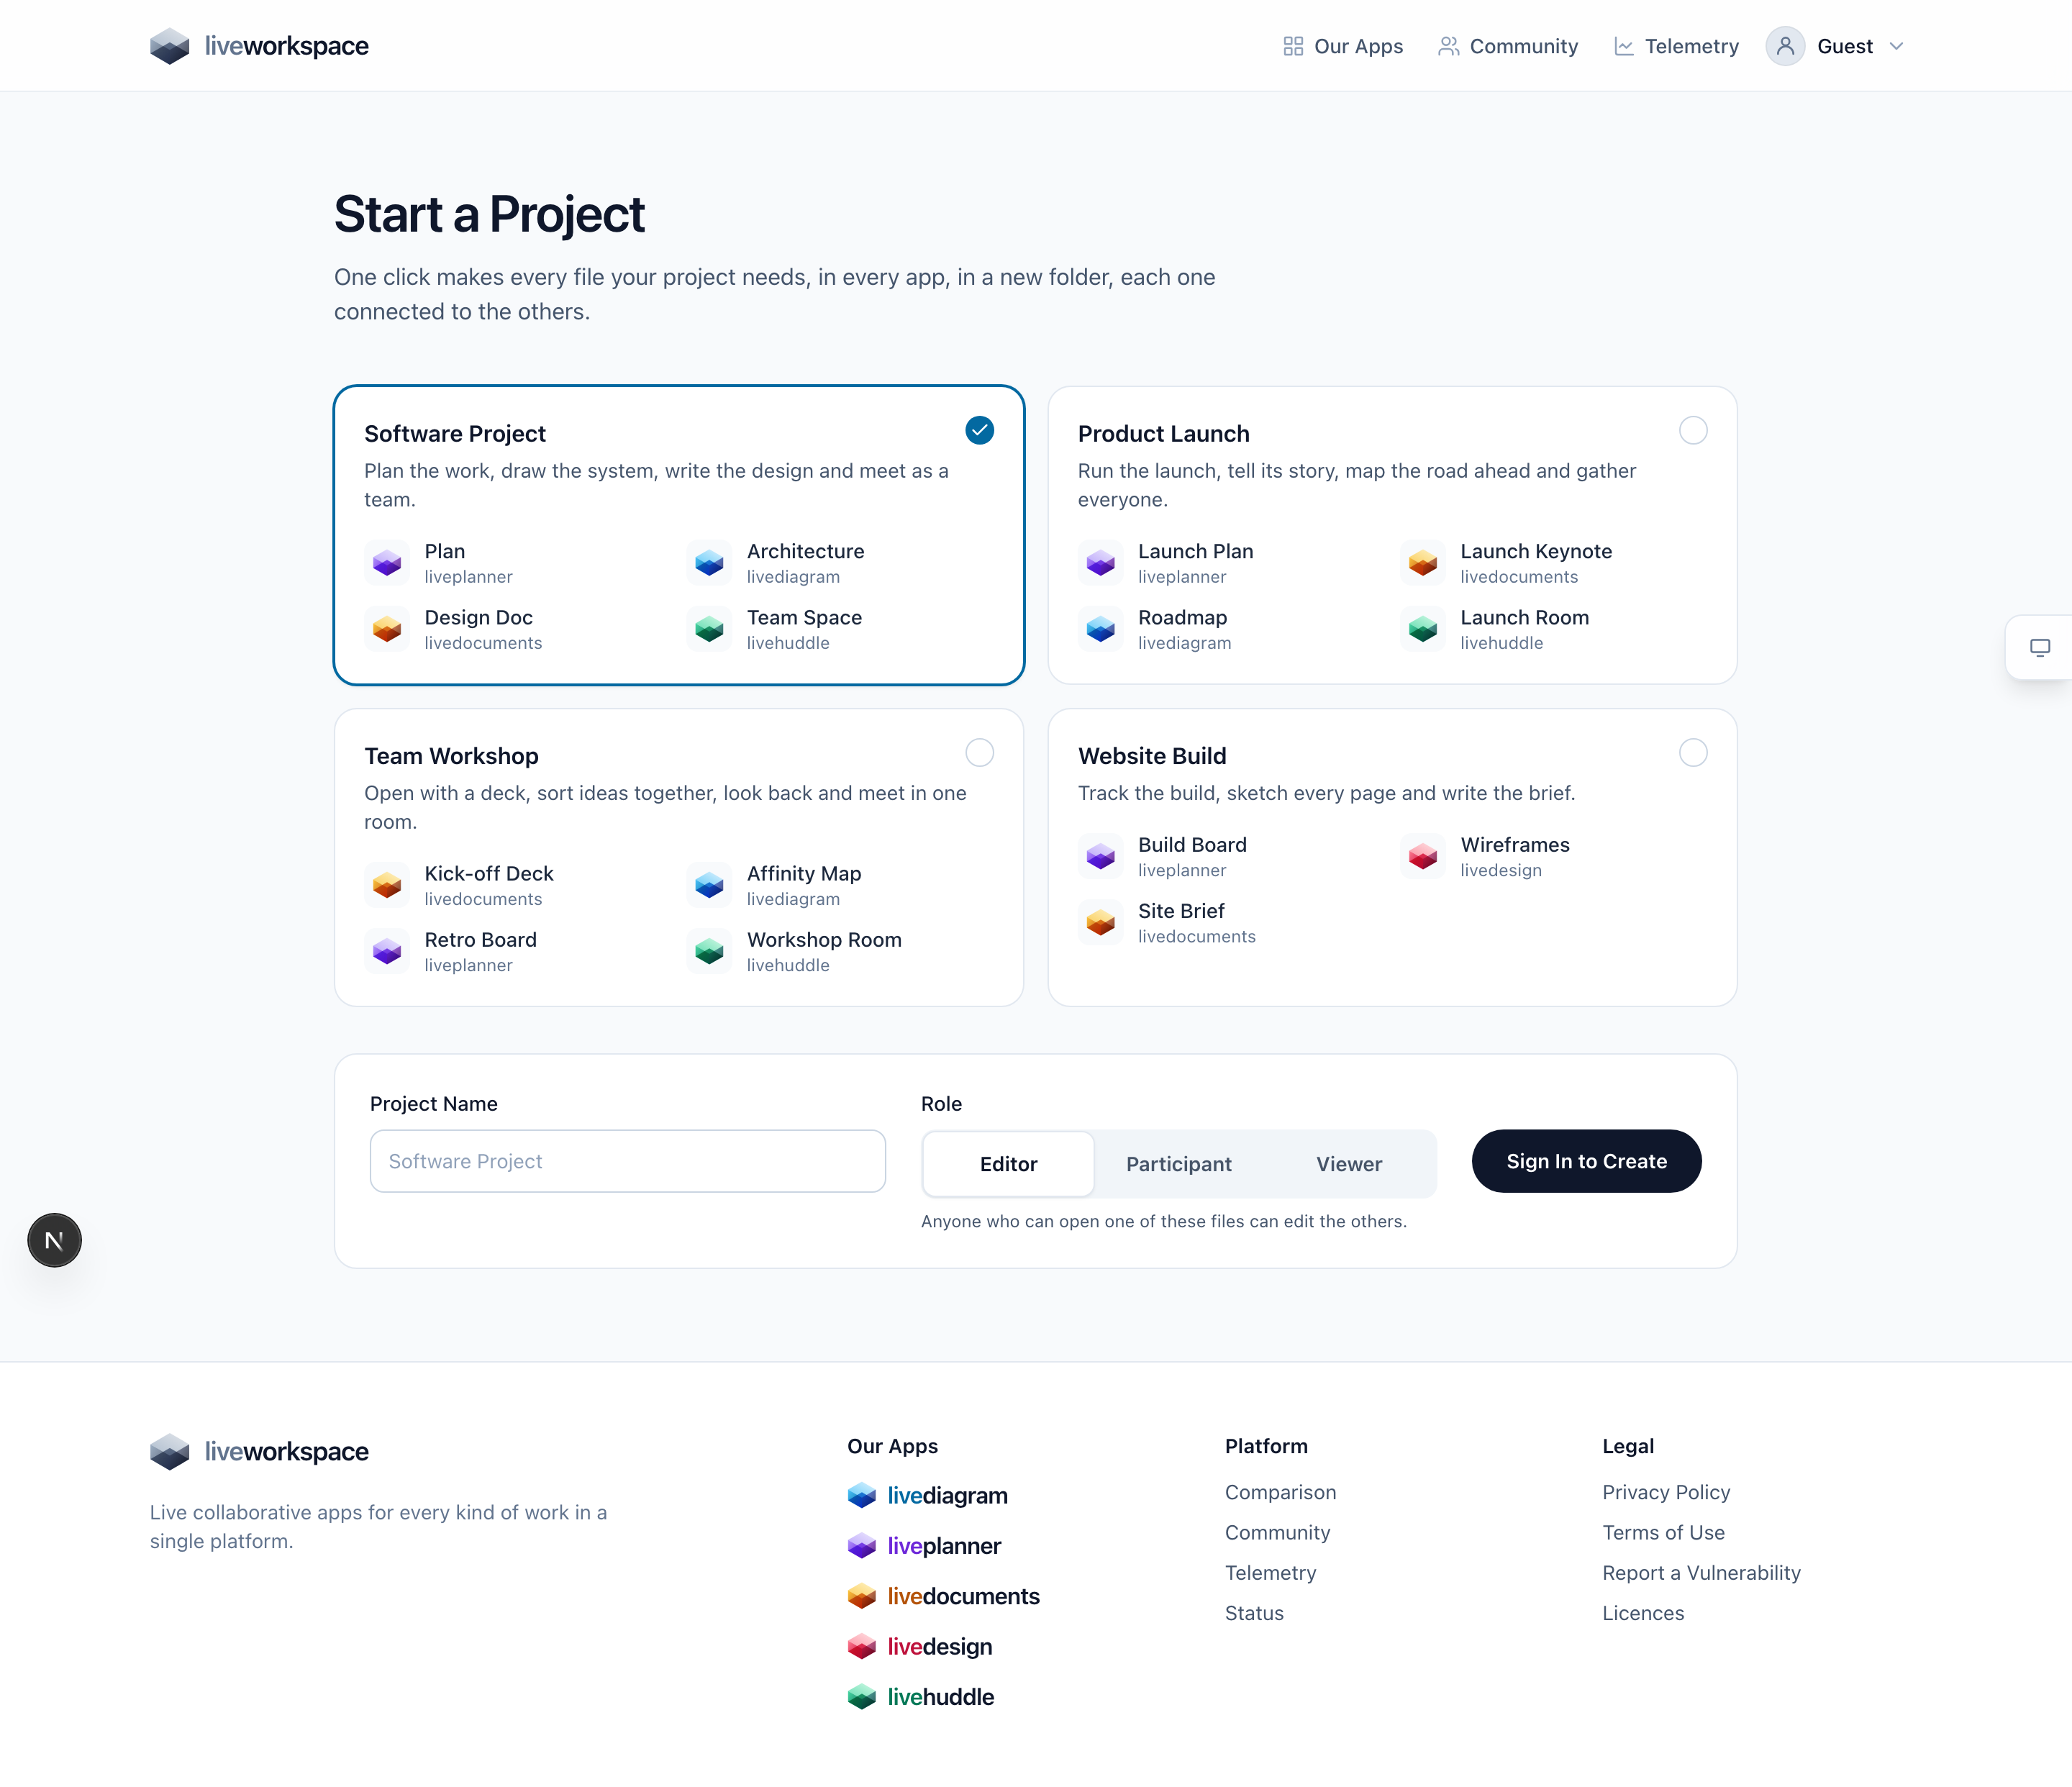 liveworkspace
Our Apps
Community
Telemetry
Guest
Start a Project
One click makes every file your project needs, in every app, in a new folder, each one
connected to the others.
Software Project
Plan the work, draw the system, write the design and meet as a
team.
Plan
liveplanner
Architecture
livediagram
Design Doc
livedocuments
Team Space
livehuddle
Product Launch
Run the launch, tell its story, map the road ahead and gather
everyone.
Launch Plan
liveplanner
Launch Keynote
livedocuments
Roadmap
livediagram
Launch Room
livehuddle
Team Workshop
Open with a deck, sort ideas together, look back and meet in one
room.
Kick-off Deck
livedocuments
Affinity Map
livediagram
Retro Board
liveplanner
Workshop Room
livehuddle
Website Build
Track the build, sketch every page and write the brief.
Build Board
liveplanner
Wireframes
livedesign
Site Brief
livedocuments
Project Name
Software Project
Role
Editor
Participant
Viewer
Anyone who can open one of these files can edit the others.
Sign In to Create
N
liveworkspace
Live collaborative apps for every kind of work in a
single platform.
Our Apps
livediagram
liveplanner
livedocuments
livedesign
livehuddle
Platform
Comparison
Community
Telemetry
Status
Legal
Privacy Policy
Terms of Use
Report a Vulnerability
Licences